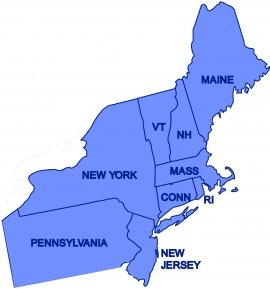 MAINE
VT
NH
MASS
NEW YORK
CONN
RI
PENNSYLVANIA
NEW
JERSEY